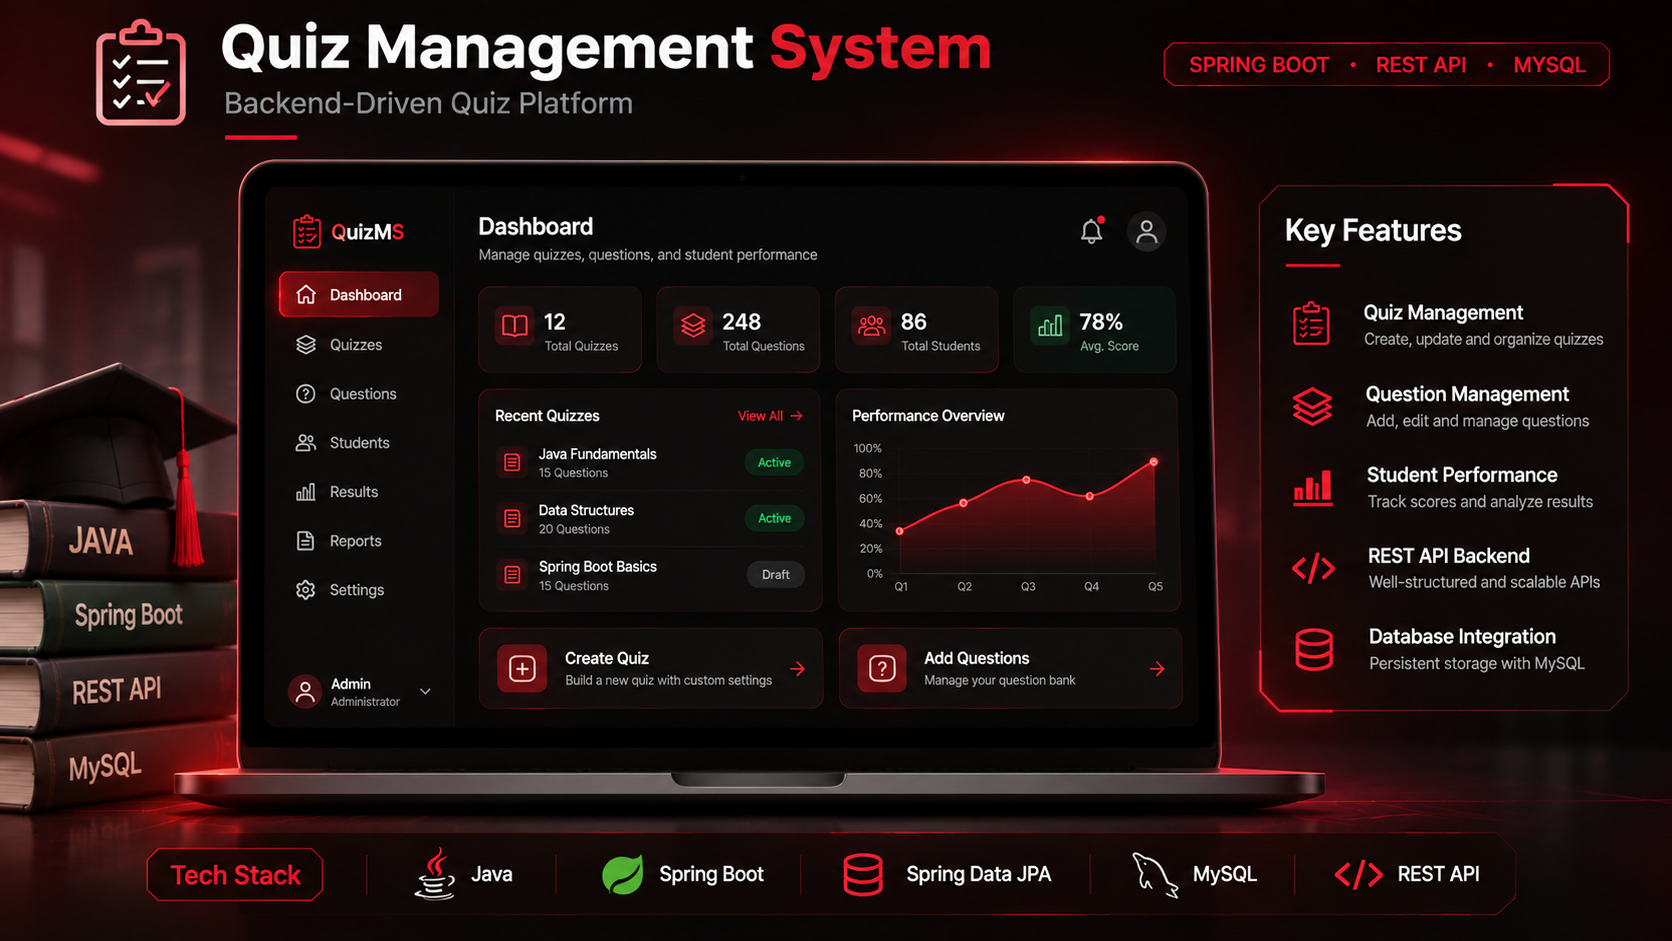 Quiz Management System
Backend-Driven Quiz Platform
SPRING BOOT • REST API • MYSQL
QuizMS
Dashboard
Quizzes
Questions
Students
Results
Reports
Settings
Admin
Administrator
Dashboard
Manage quizzes, questions, and student performance
12
Total Quizzes
248
Total Questions
86
Total Students
78%
Avg. Score
Recent Quizzes
View All →
Java Fundamentals
15 Questions
Active
Data Structures
20 Questions
Active
Spring Boot Basics
15 Questions
Draft
Performance Overview
100%
80%
60%
40%
20%
0%
Q1 Q2 Q3 Q4 Q5
Create Quiz
Build a new quiz with custom settings
Add Questions
Manage your question bank
Key Features
Quiz Management
Create, update and organize quizzes
Question Management
Add, edit and manage questions
Student Performance
Track scores and analyze results
REST API Backend
Well-structured and scalable APIs
Database Integration
Persistent storage with MySQL
JAVA
Spring Boot
REST API
MySQL
Tech Stack
Java
Spring Boot
Spring Data JPA
MySQL
REST API